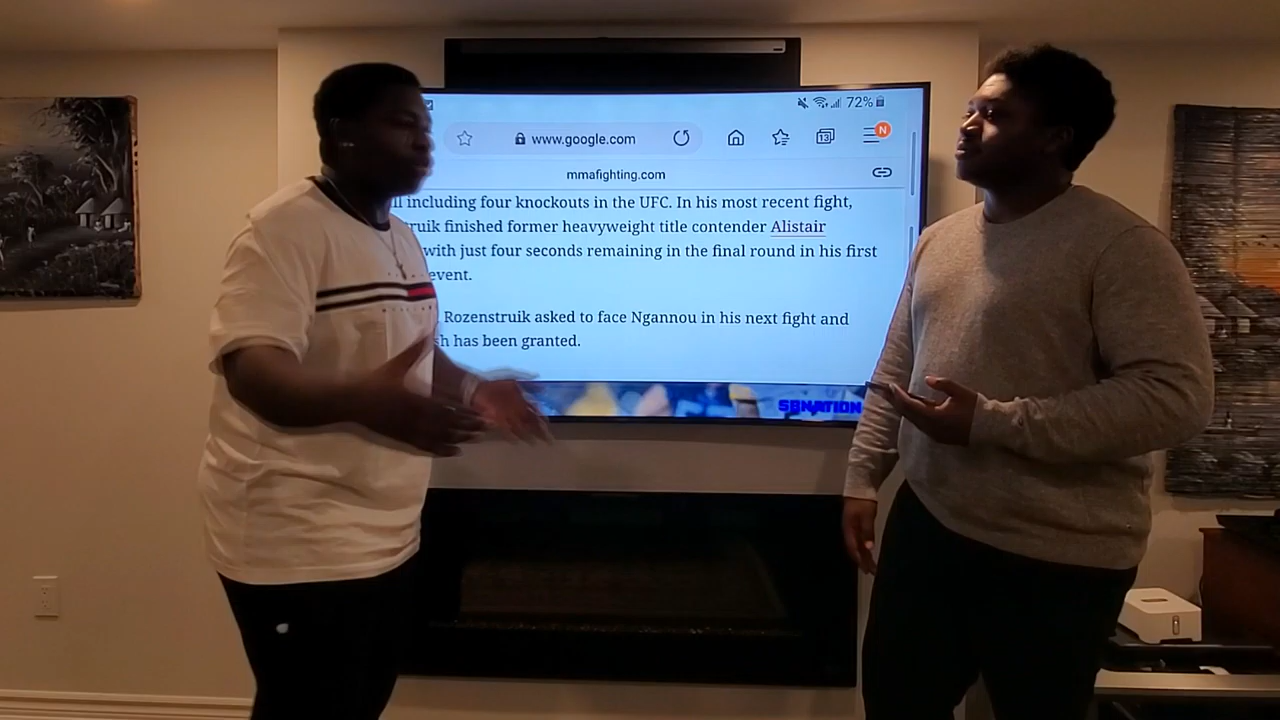 72%
www.google.com
13
N
mmafighting.com
including four knockouts in the UFC. In his most recent fight,
ruik finished former heavyweight title contender Alistair
with just four seconds remaining in the final round in his first
event.
Rozenstruik asked to face Ngannou in his next fight and
sh has been granted.
SBNATION